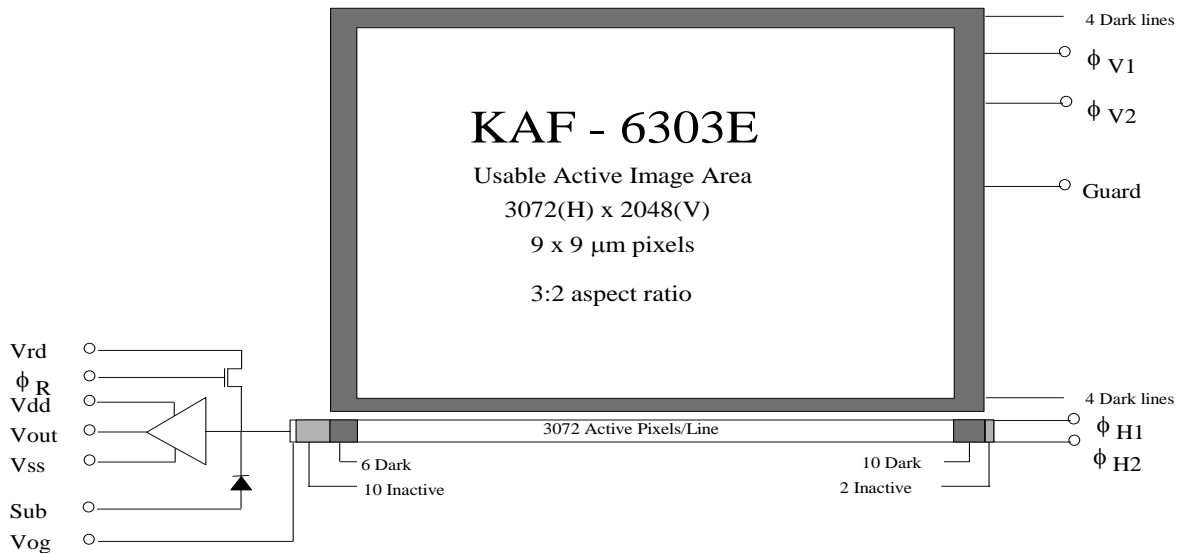 4 Dark lines
ϕ V1
ϕ V2
KAF - 6303E
Usable Active Image Area
3072(H) x 2048(V)
9 x 9 μm pixels
3:2 aspect ratio
Guard
Vrd
ϕ R
Vdd
Vout
Vss
Sub
Vog
4 Dark lines
3072 Active Pixels/Line
ϕ H1
ϕ H2
6 Dark
10 Inactive
10 Dark
2 Inactive